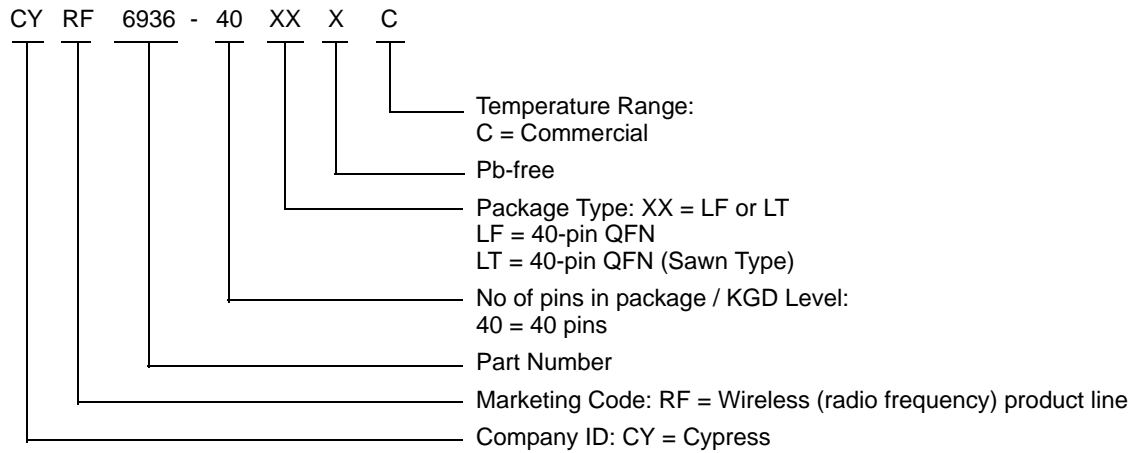 CY RF 6936 - 40 XX X C
Temperature Range:
C = Commercial
Pb-free
Package Type: XX = LF or LT
LF = 40-pin QFN
LT = 40-pin QFN (Sawn Type)
No of pins in package / KGD Level:
40 = 40 pins
Part Number
Marketing Code: RF = Wireless (radio frequency) product line
Company ID: CY = Cypress